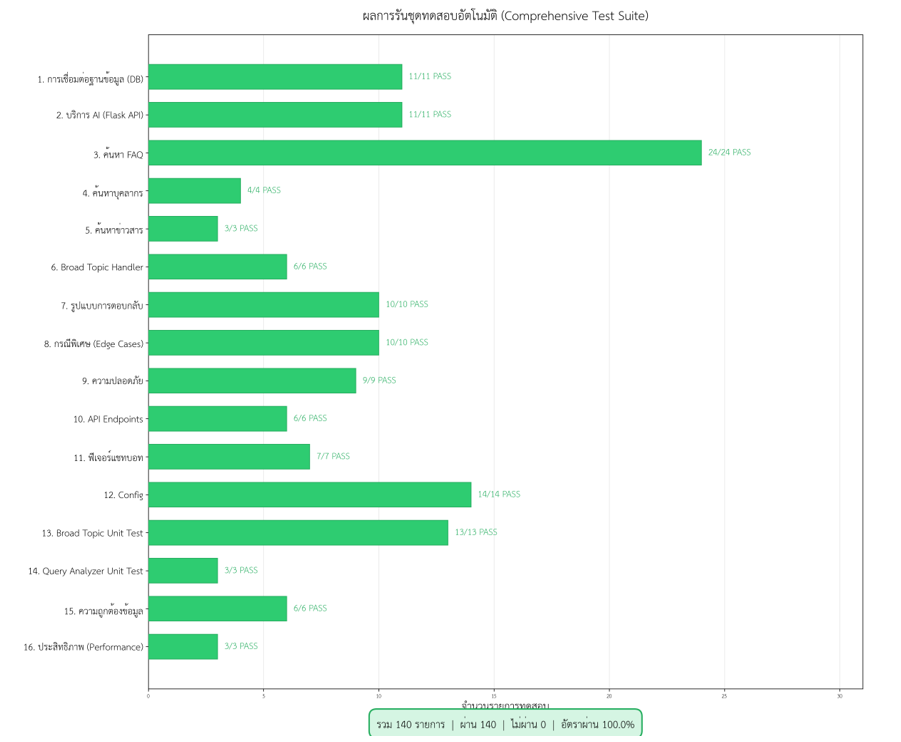 ผลการรันชุดทดสอบอัตโนมัติ (Comprehensive Test Suite)
1. การเชื่อมต่อฐานข้อมูล (DB) 11/11 PASS
2. บริการ AI (Flask API) 11/11 PASS
3. ค้นหา FAQ 24/24 PASS
4. ค้นหาบุคลากร 4/4 PASS
5. ค้นหาข่าวสาร 3/3 PASS
6. Broad Topic Handler 6/6 PASS
7. รูปแบบการตอบกลับ 10/10 PASS
8. กรณีพิเศษ (Edge Cases) 10/10 PASS
9. ความปลอดภัย 9/9 PASS
10. API Endpoints 6/6 PASS
11. ฟีเจอร์แชทบอท 7/7 PASS
12. Config 14/14 PASS
13. Broad Topic Unit Test 13/13 PASS
14. Query Analyzer Unit Test 3/3 PASS
15. ความถูกต้องข้อมูล 6/6 PASS
16. ประสิทธิภาพ (Performance) 3/3 PASS
0 5 10 15 20 25 30
จำนวนรายการทดสอบ
รวม 140 รายการ | ผ่าน 140 | ไม่ผ่าน 0 | อัตราผ่าน 100.0%